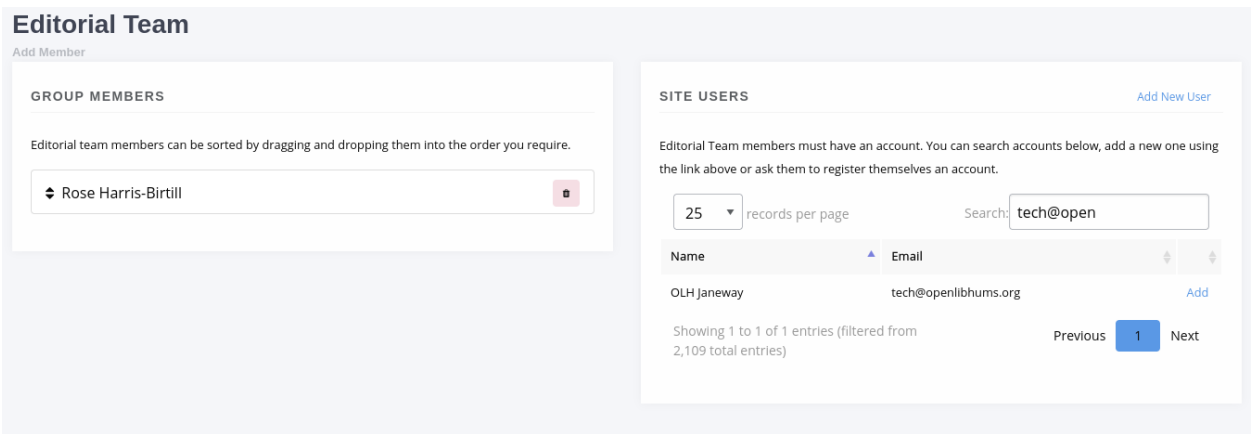 Editorial Team
Add Member
GROUP MEMBERS
Editorial team members can be sorted by dragging and dropping them into the order you require.
Rose Harris-Birtill
SITE USERS
Add New User
Editorial Team members must have an account. You can search accounts below, add a new one using
the link above or ask them to register themselves an account.
25 records per page
Search: tech@open
Name Email
OLH Janeway tech@openlibhums.org Add
Showing 1 to 1 of 1 entries (filtered from
2,109 total entries)
Previous 1 Next